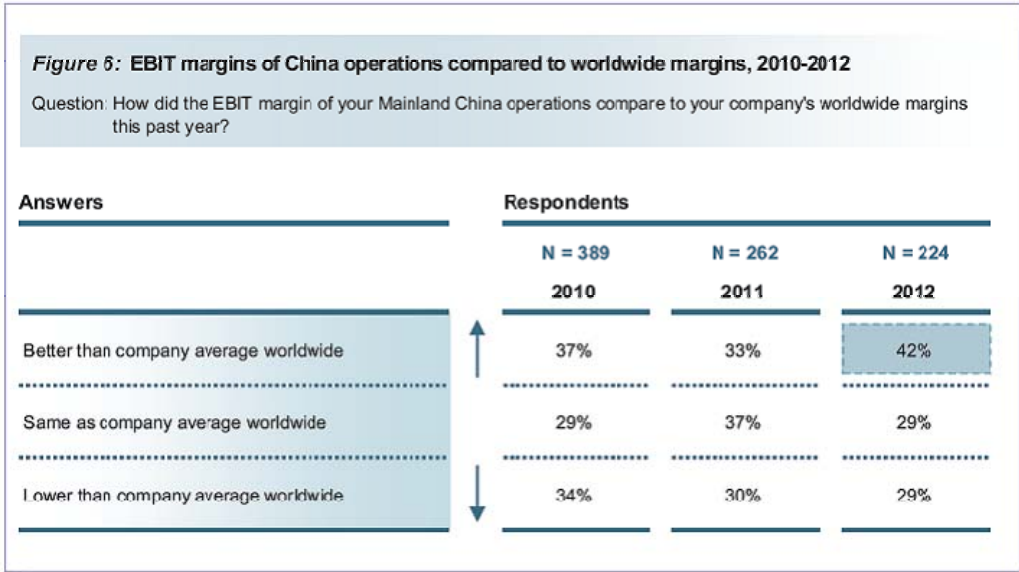 Figure 6: EBIT margins of China operations compared to worldwide margins, 2010-2012
Question: How did the EBIT margin of your Mainland China operations compare to your company's worldwide margins
this past year?
Answers Respondents
N = 389 N = 262 N = 224
2010 2011 2012
Better than company average worldwide 37% 33% 42%
Same as company average worldwide 29% 37% 29%
Lower than company average worldwide 34% 30% 29%